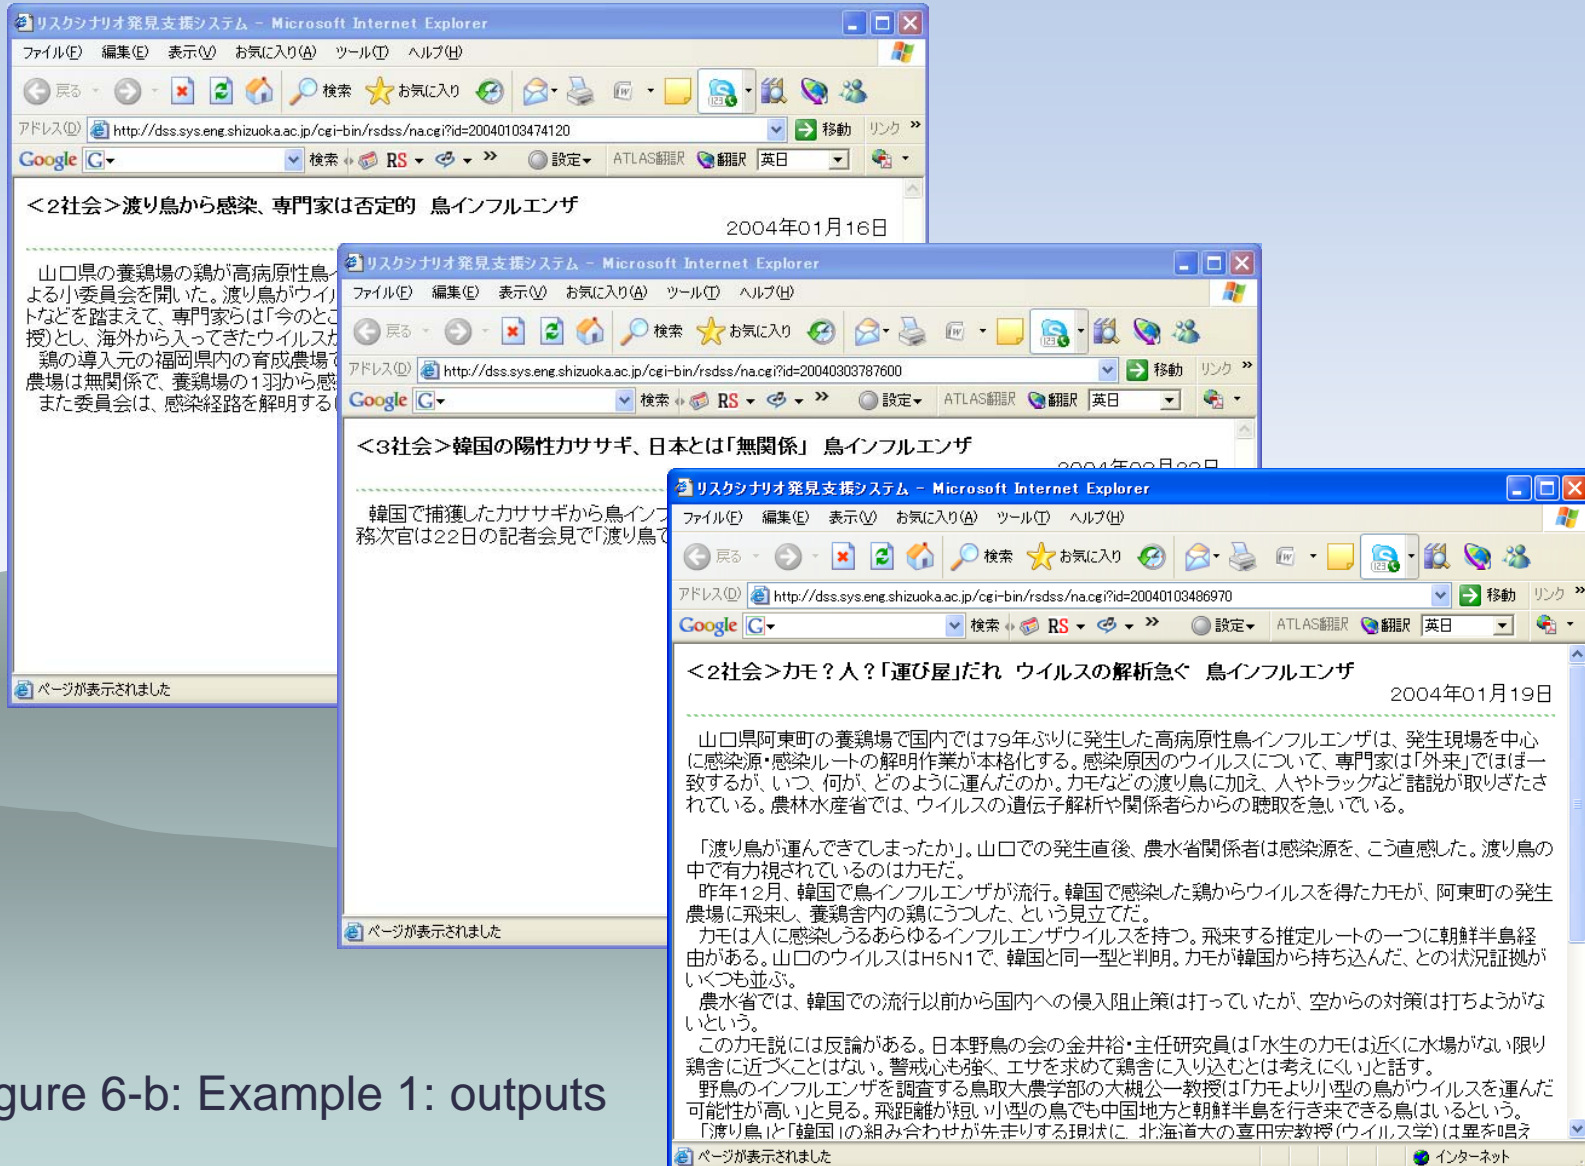 リスクシナリオ発見支援システム - Microsoft Internet Explorer
ファイル(F) 編集(E) 表示(V) お気に入り(A) ツール(T) ヘルプ(H)
戻る 検索 お気に入り
アドレス(D) http://dss.sys.eng.shizuoka.ac.jp/cgi-bin/rsdss/na.cgi?id=20040103474120 移動 リンク »
Google G 検索 RS » 設定 ATLAS翻訳 翻訳 英日
<2社会>渡り鳥から感染、専門家は否定的 鳥インフルエンザ
2004年01月16日
山口県の養鶏場の鶏が高病原性鳥
よる小委員会を開いた。渡り鳥がウイ
トなどを踏まえて、専門家らは「今のとこ
授)とし、海外から入ってきたウイルスか
鶏の導入元の福岡県内の育成農場で
農場は無関係で、養鶏場の1羽から感
また委員会は、感染経路を解明する
ページが表示されました
リスクシナリオ発見支援システム - Microsoft Internet Explorer
ファイル(F) 編集(E) 表示(V) お気に入り(A) ツール(T) ヘルプ(H)
戻る 検索 お気に入り
アドレス(D) http://dss.sys.eng.shizuoka.ac.jp/cgi-bin/rsdss/na.cgi?id=20040303787600 移動 リンク »
Google G 検索 RS » 設定 ATLAS翻訳 翻訳 英日
<3社会>韓国の陽性カササギ、日本とは「無関係」 鳥インフルエンザ
韓国で捕獲したカササギから鳥インフ
務次官は22日の記者会見で「渡り鳥で
ページが表示されました
リスクシナリオ発見支援システム - Microsoft Internet Explorer
ファイル(F) 編集(E) 表示(V) お気に入り(A) ツール(T) ヘルプ(H)
戻る 検索 お気に入り
アドレス(D) http://dss.sys.eng.shizuoka.ac.jp/cgi-bin/rsdss/na.cgi?id=20040103486970 移動 リンク »
Google G 検索 RS » 設定 ATLAS翻訳 翻訳 英日
<2社会>カモ?人?「運び屋」だれ ウイルスの解析急ぐ 鳥インフルエンザ
2004年01月19日
山口県阿東町の養鶏場で国内では79年ぶりに発生した高病原性鳥インフルエンザは、発生現場を中心
に感染源・感染ルートの解明作業が本格化する。感染原因のウイルスについて、専門家は「外来」でほぼ一
致するが、いつ、何が、どのように運んだのか。カモなどの渡り鳥に加え、人やトラックなど諸説が取りざたさ
れている。農林水産省では、ウイルスの遺伝子解析や関係者らからの聴取を急いでいる。
「渡り鳥が運んできてしまったか」。山口での発生直後、農水省関係者は感染源を、こう直感した。渡り鳥の
中で有力視されているのはカモだ。
昨年12月、韓国で鳥インフルエンザが流行。韓国で感染した鶏からウイルスを得たカモが、阿東町の発生
農場に飛来し、養鶏舎内の鶏にうつした、という見立てだ。
カモは人に感染しうるあらゆるインフルエンザウイルスを持つ。飛来する推定ルートの一つに朝鮮半島経
由がある。山口のウイルスはH5N1で、韓国と同一型と判明。カモが韓国から持ち込んだ、との状況証拠が
いくつも並ぶ。
農水省では、韓国での流行以前から国内への侵入阻止策は打っていたが、空からの対策は打ちようがな
いという。
このカモ説には反論がある。日本野鳥の会の金井裕・主任研究員は「水生のカモは近くに水場がない限り
鶏舎に近づくことはない。警戒心も強く、エサを求めて鶏舎に入り込むとは考えにくい」と話す。
野鳥のインフルエンザを調査する鳥取大農学部の大槻公一教授は「カモより小型の鳥がウイルスを運んだ
可能性が高い」と見る。飛距離が短い小型の鳥でも中国地方と朝鮮半島を行き来できる鳥はいるという。
「渡り鳥」と「韓国」の組み合わせが先走りする現状に、北海道大の喜田宏教授(ウイルス学)は異を唱え
ページが表示されました インターネット
gure 6-b: Example 1: outputs